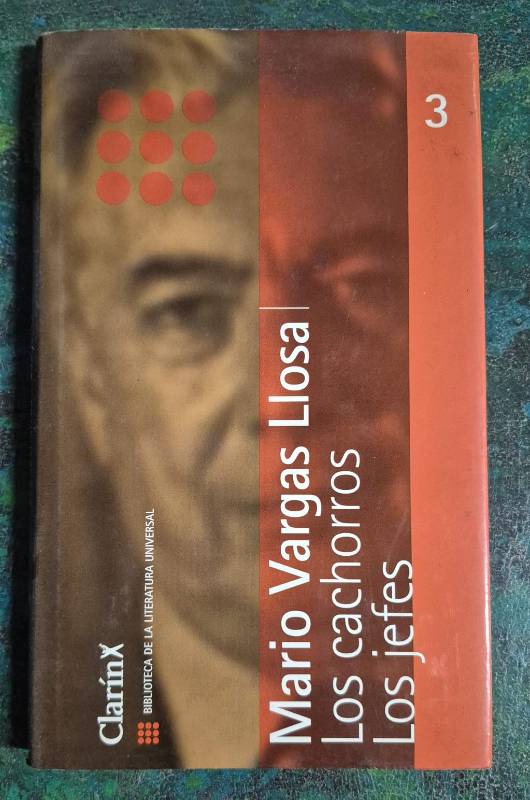 3
Mario Vargas Llosa
Los cachorros
Los jefes
Clarín
BIBLIOTECA DE LA LITERATURA UNIVERSAL